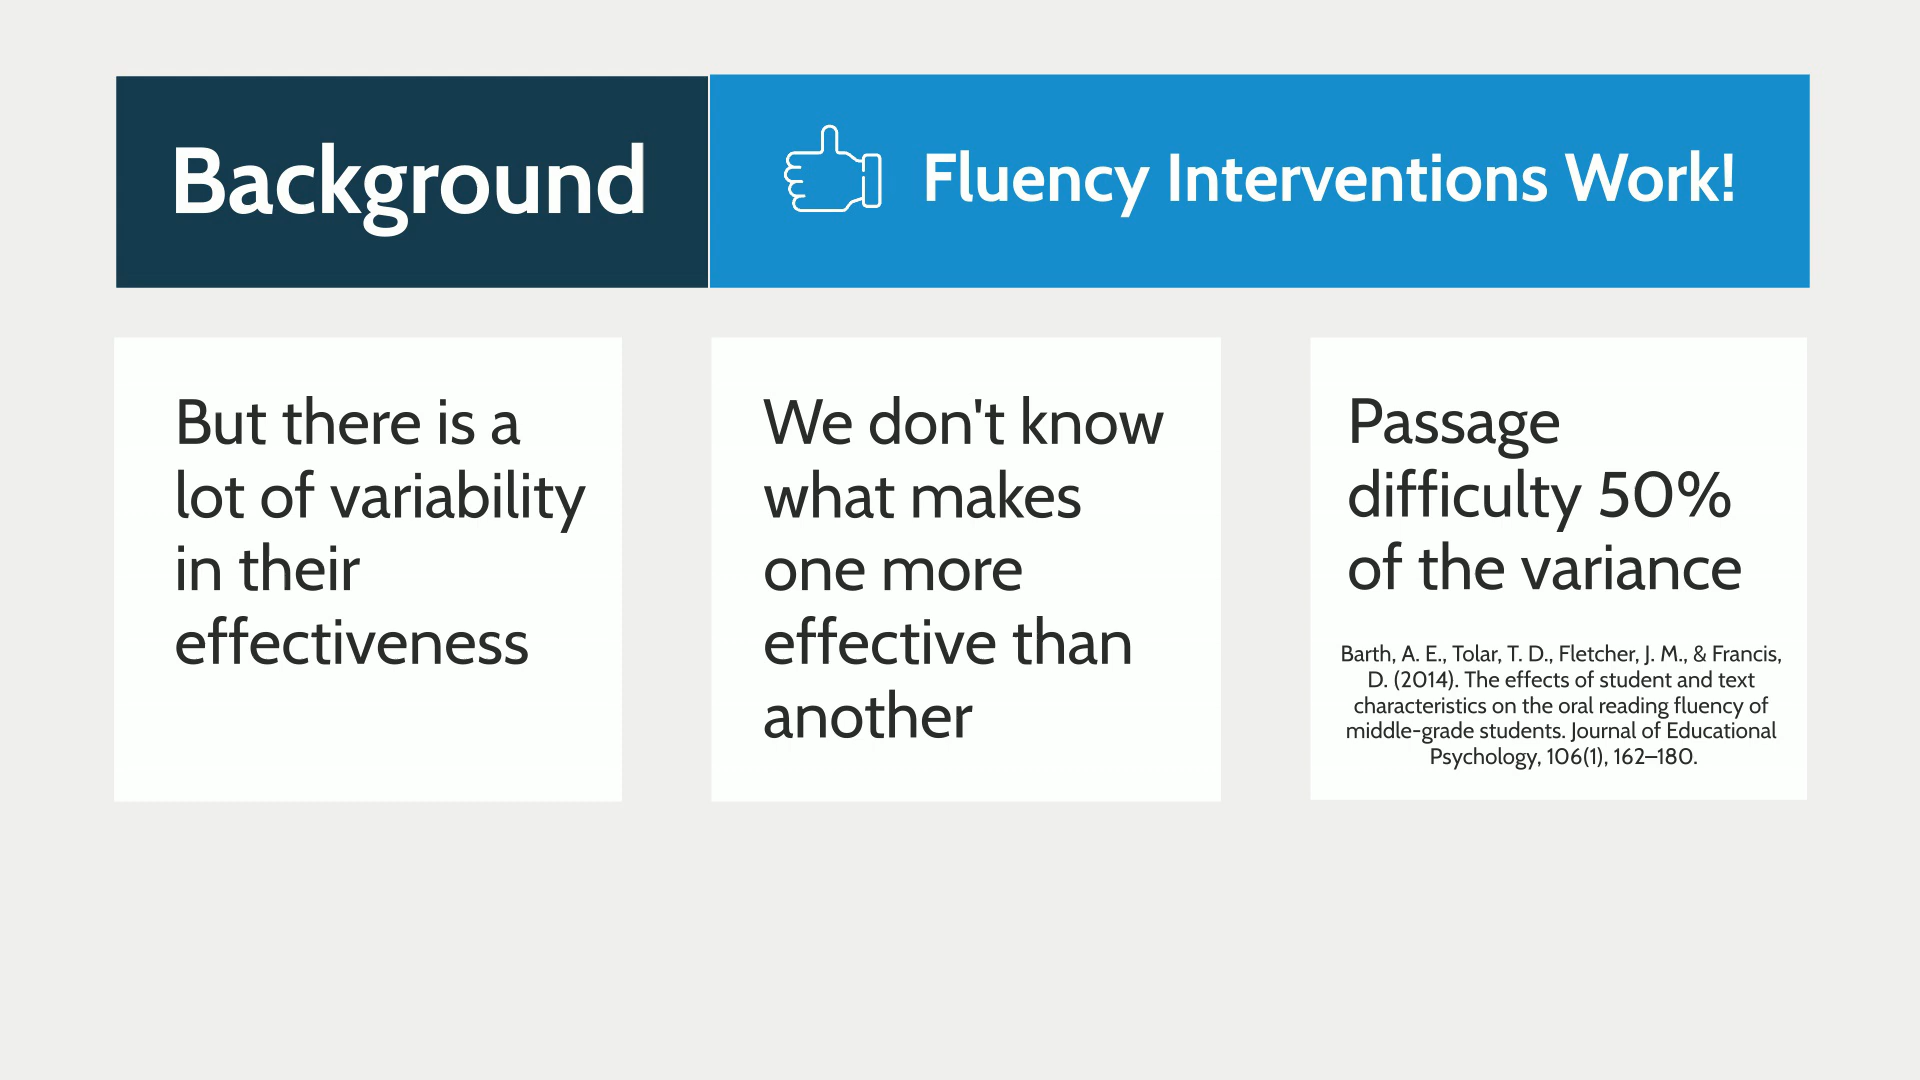 Background
Fluency Interventions Work!
But there is a
lot of variability
in their
effectiveness
We don't know
what makes
one more
effective than
another
Passage
difficulty 50%
of the variance
Barth, A. E., Tolar, T. D., Fletcher, J. M., & Francis,
D. (2014). The effects of student and text
characteristics on the oral reading fluency of
middle-grade students. Journal of Educational
Psychology, 106(1), 162–180.